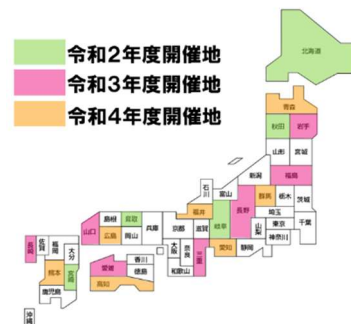 令和2年度開催地
令和3年度開催地
令和4年度開催地
北海道
青森
秋田
岩手
山形
宮城
福島
新潟
石川
富山
群馬
栃木
茨城
福井
岐阜
長野
埼玉
山梨
東京
千葉
神奈川
愛知
静岡
島根
鳥取
兵庫
京都
滋賀
山口
広島
岡山
大阪
奈良
三重
和歌山
長崎
佐賀
福岡
大分
熊本
宮崎
鹿児島
愛媛
香川
高知
徳島
沖縄